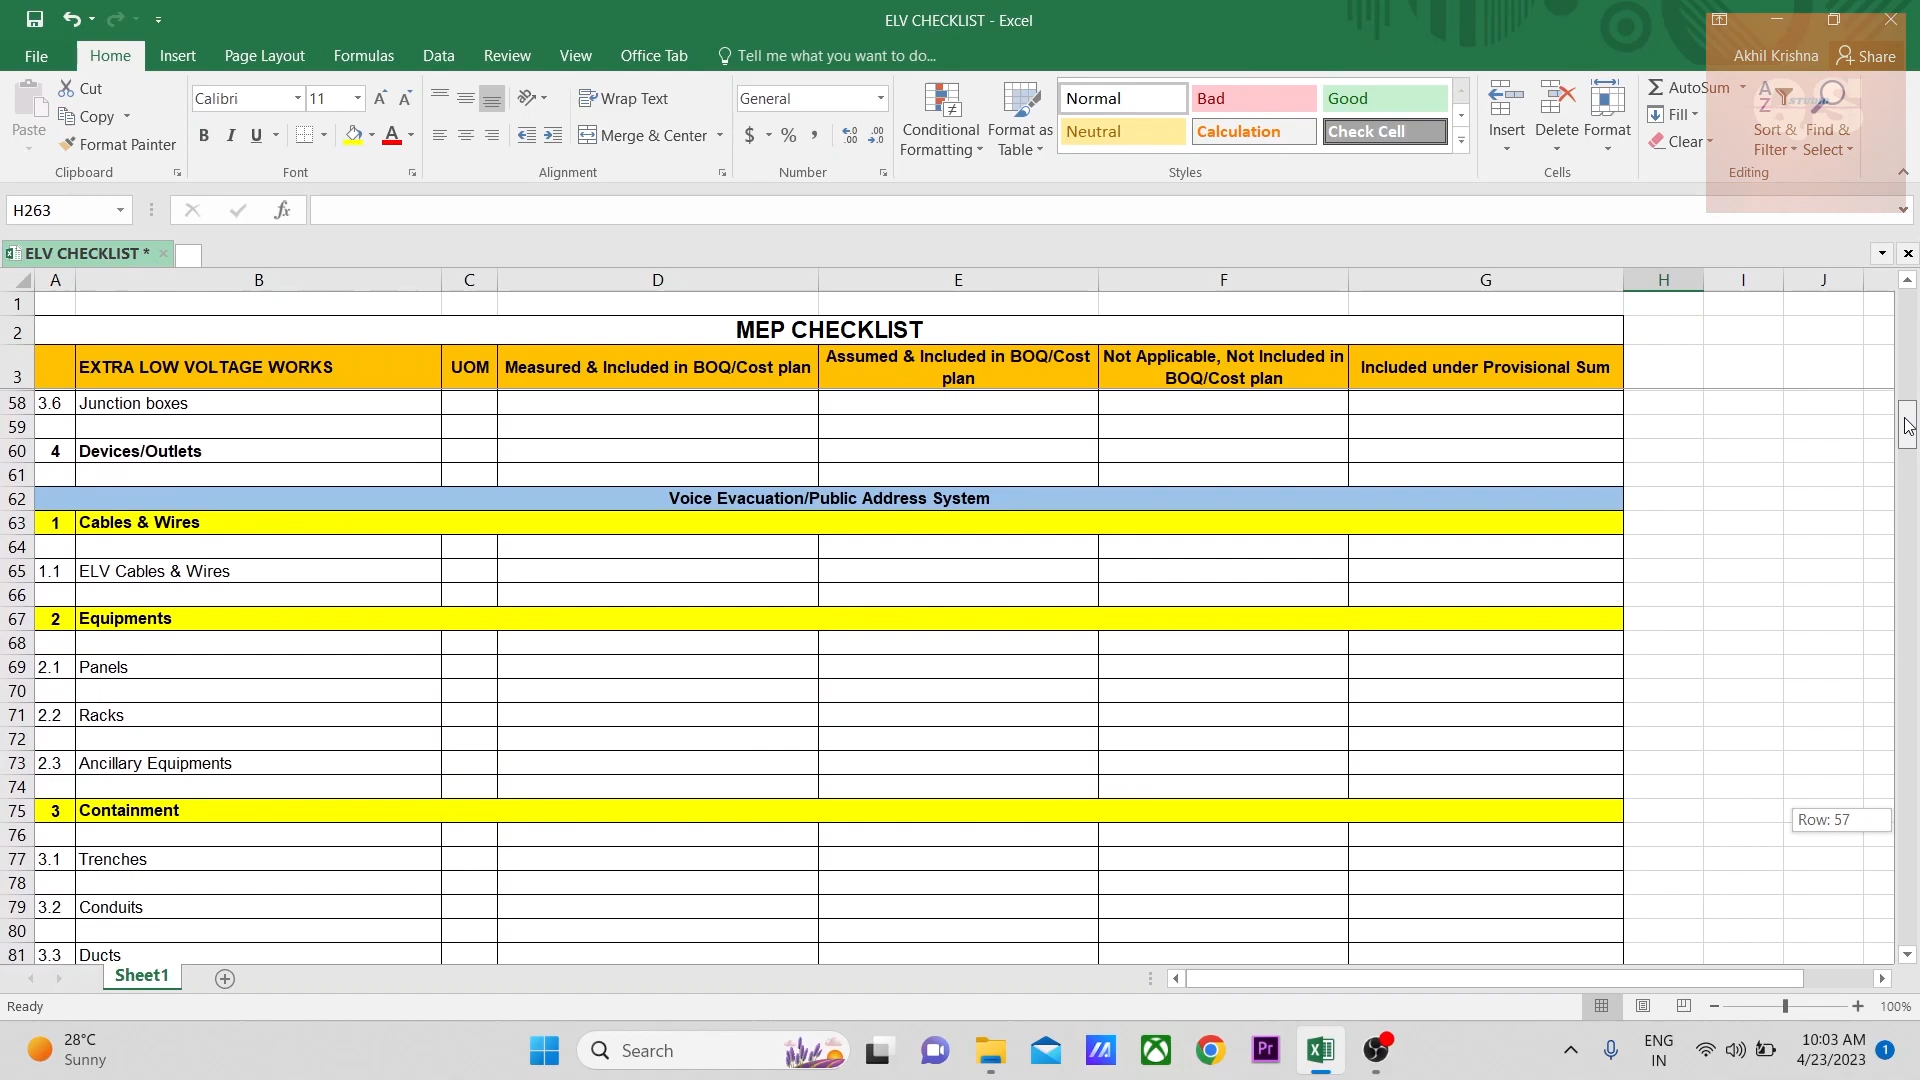 ELV CHECKLIST - Excel
File Home Insert Page Layout Formulas Data Review View Office Tab Tell me what you want to do... Akhil Krishna Share
Paste Cut Copy Format Painter
Clipboard
Calibri 11
B I U A A
Font
Wrap Text
Merge & Center
Alignment
General
$ % ,
Number
Conditional Formatting
Format as Table
Normal Bad Good
Neutral Calculation Check Cell
Styles
Insert Delete Format
Cells
AutoSum
Fill
Clear
Sort & Filter
Find & Select
Editing
H263 fx
ELV CHECKLIST *
A B C D E F G H I J
1
2 MEP CHECKLIST
3 EXTRA LOW VOLTAGE WORKS UOM Measured & Included in BOQ/Cost plan Assumed & Included in BOQ/Cost plan Not Applicable, Not Included in BOQ/Cost plan Included under Provisional Sum
58 3.6 Junction boxes
59
60 4 Devices/Outlets
61
62 Voice Evacuation/Public Address System
63 1 Cables & Wires
64
65 1.1 ELV Cables & Wires
66
67 2 Equipments
68
69 2.1 Panels
70
71 2.2 Racks
72
73 2.3 Ancillary Equipments
74
75 3 Containment
76
Row: 57
77 3.1 Trenches
78
79 3.2 Conduits
80
81 3.3 Ducts
Sheet1
Ready 100%
28°C
Sunny
Search
Pr
ENG
IN
10:03 AM
4/23/2023
1